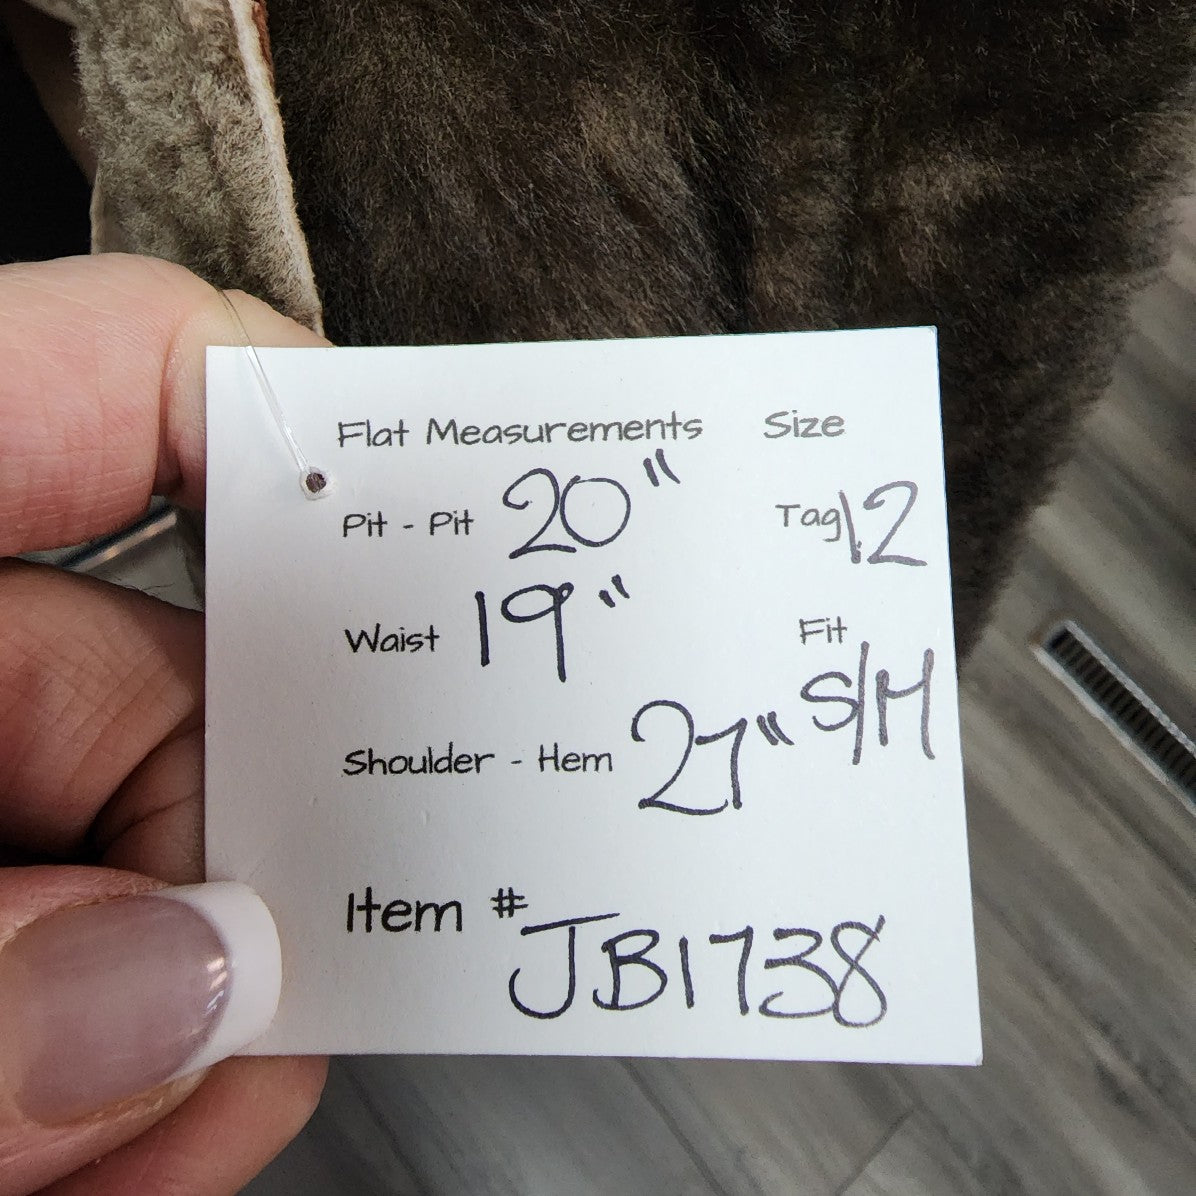 Flat Measurements Size
Pit - Pit 20" Tag 12
Waist 19" Fit
S/M
Shoulder - Hem 27"
Item # JB1738